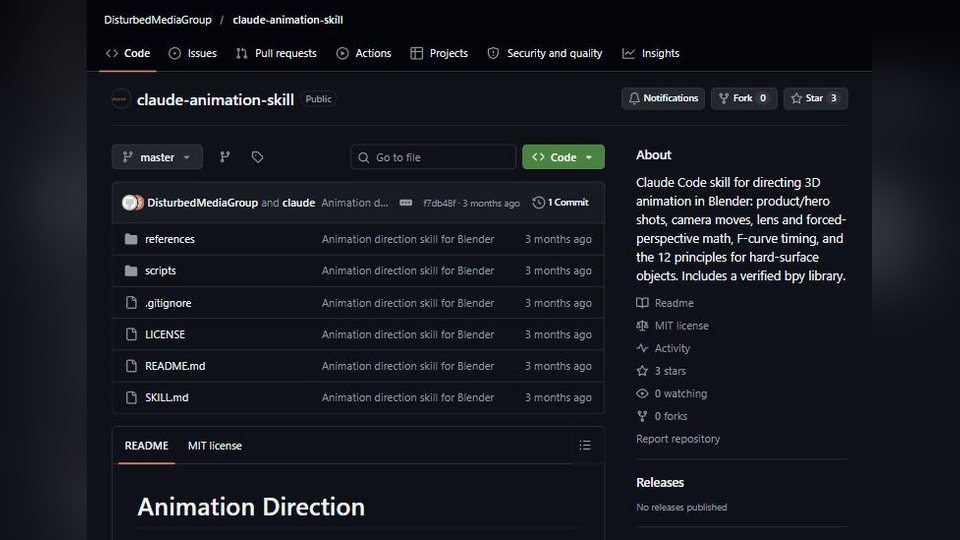 DisturbedMediaGroup / claude-animation-skill
Code Issues Pull requests Actions Projects Security and quality Insights
claude-animation-skill Public
Notifications Fork 0 Star 3
master
Go to file
Code
DisturbedMediaGroup and claude Animation d... f7db48f · 3 months ago 1 Commit
references Animation direction skill for Blender 3 months ago
scripts Animation direction skill for Blender 3 months ago
.gitignore Animation direction skill for Blender 3 months ago
LICENSE Animation direction skill for Blender 3 months ago
README.md Animation direction skill for Blender 3 months ago
SKILL.md Animation direction skill for Blender 3 months ago
README MIT license
Animation Direction
About
Claude Code skill for directing 3D
animation in Blender: product/hero
shots, camera moves, lens and forced-
perspective math, F-curve timing, and
the 12 principles for hard-surface
objects. Includes a verified bpy library.
Readme
MIT license
Activity
3 stars
0 watching
0 forks
Report repository
Releases
No releases published